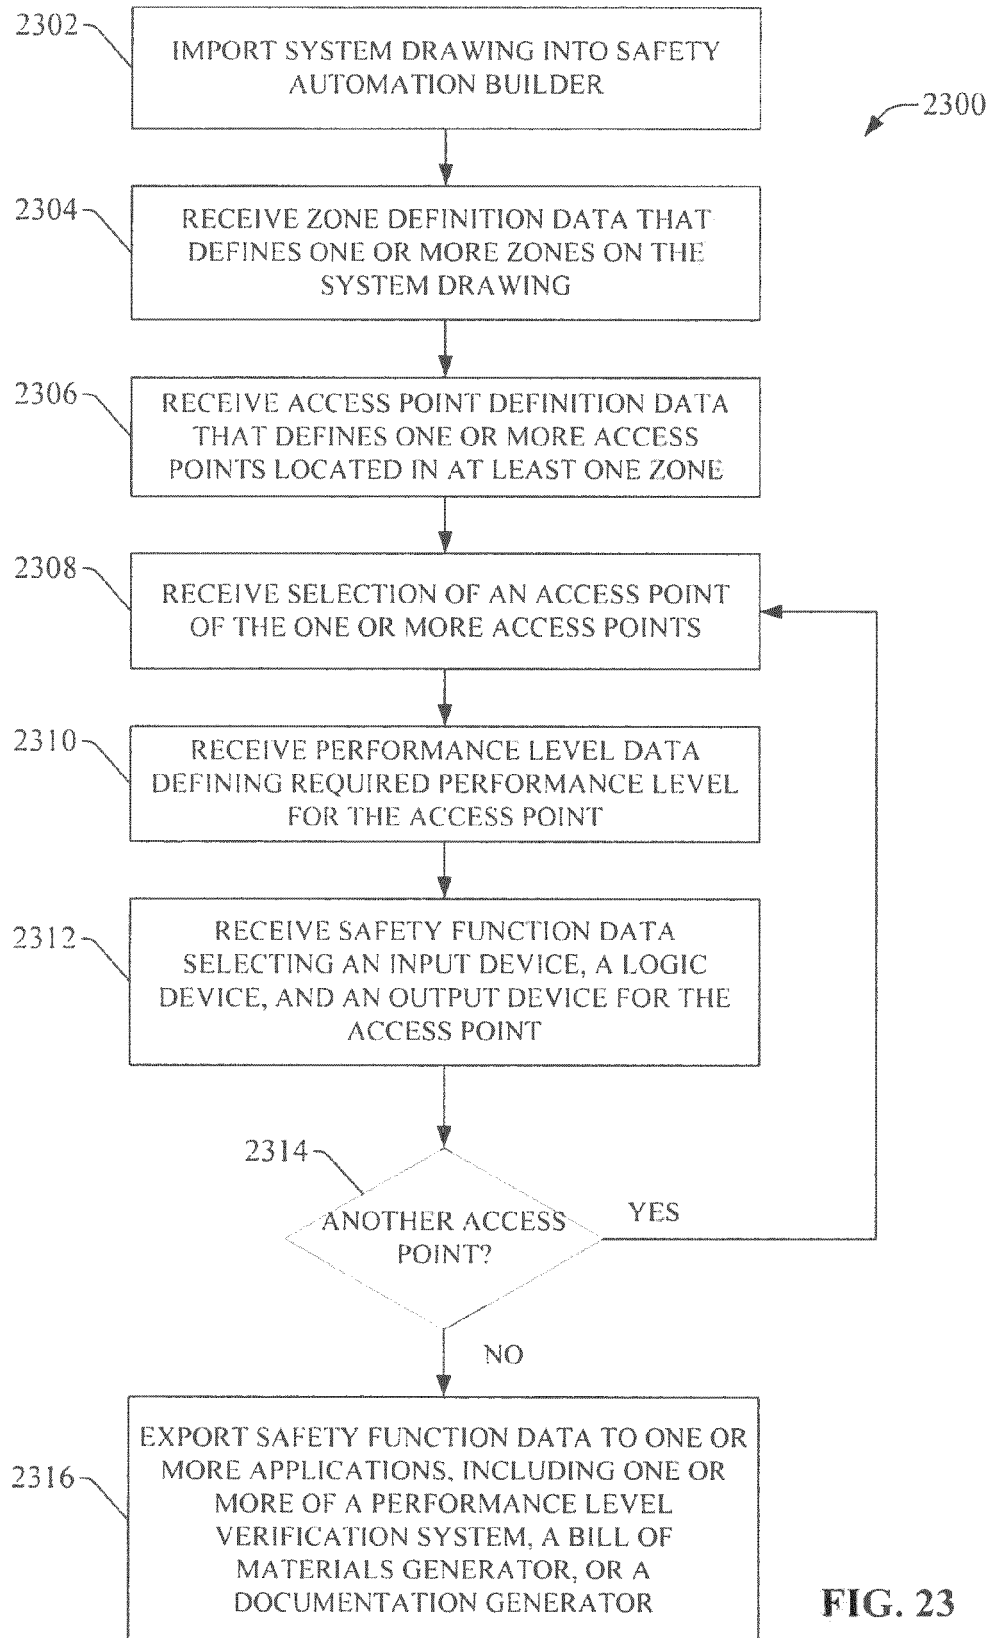 2302
IMPORT SYSTEM DRAWING INTO SAFETY
AUTOMATION BUILDER
2300
2304
RECEIVE ZONE DEFINITION DATA THAT
DEFINES ONE OR MORE ZONES ON THE
SYSTEM DRAWING
2306
RECEIVE ACCESS POINT DEFINITION DATA
THAT DEFINES ONE OR MORE ACCESS
POINTS LOCATED IN AT LEAST ONE ZONE
2308
RECEIVE SELECTION OF AN ACCESS POINT
OF THE ONE OR MORE ACCESS POINTS
2310
RECEIVE PERFORMANCE LEVEL DATA
DEFINING REQUIRED PERFORMANCE LEVEL
FOR THE ACCESS POINT
2312
RECEIVE SAFETY FUNCTION DATA
SELECTING AN INPUT DEVICE, A LOGIC
DEVICE, AND AN OUTPUT DEVICE FOR THE
ACCESS POINT
2314
ANOTHER ACCESS
POINT?
YES
NO
2316
EXPORT SAFETY FUNCTION DATA TO ONE OR
MORE APPLICATIONS, INCLUDING ONE OR
MORE OF A PERFORMANCE LEVEL
VERIFICATION SYSTEM, A BILL OF
MATERIALS GENERATOR, OR A
DOCUMENTATION GENERATOR
FIG. 23